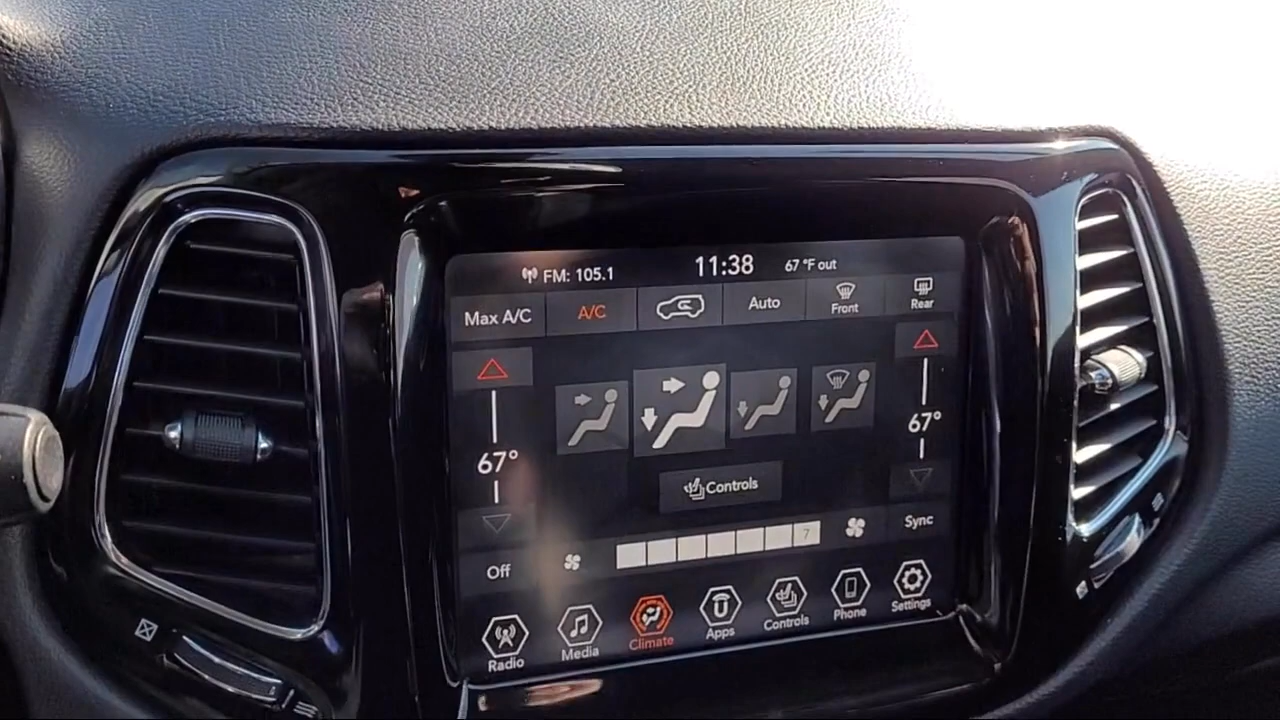 FM: 105.1 11:38 67 °F out
Max A/C A/C Auto Front Rear
67° 67°
Controls
Off 7 Sync
Radio Media Climate Apps Controls Phone Settings